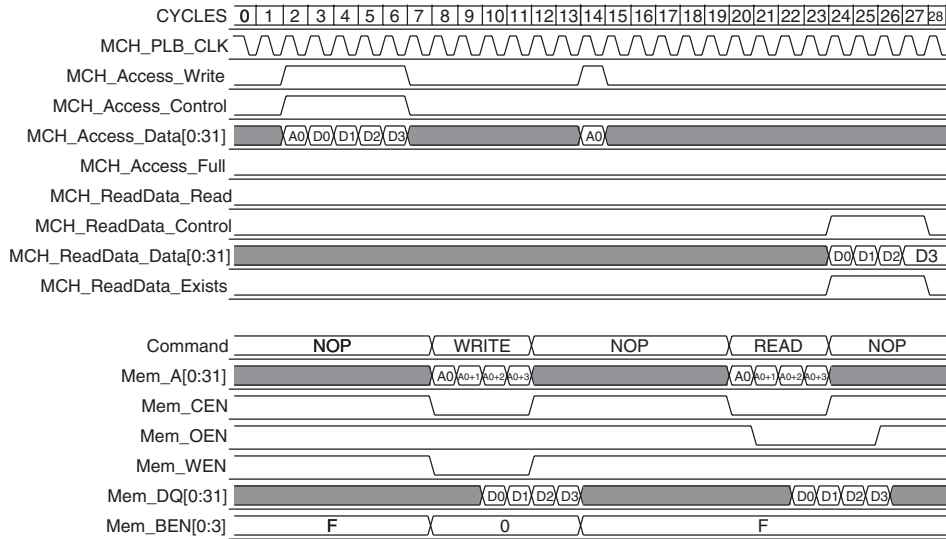 CYCLES 0 1 2 3 4 5 6 7 8 9 10 11 12 13 14 15 16 17 18 19 20 21 22 23 24 25 26 27 28
MCH_PLB_CLK
MCH_Access_Write
MCH_Access_Control
MCH_Access_Data[0:31] A0 D0 D1 D2 D3 A0
MCH_Access_Full
MCH_ReadData_Read
MCH_ReadData_Control
MCH_ReadData_Data[0:31] D0 D1 D2 D3
MCH_ReadData_Exists
Command NOP WRITE NOP READ NOP
Mem_A[0:31] A0 A0+1 A0+2 A0+3 A0 A0+1 A0+2 A0+3
Mem_CEN
Mem_OEN
Mem_WEN
Mem_DQ[0:31] D0 D1 D2 D3 D0 D1 D2 D3
Mem_BEN[0:3] F 0 F